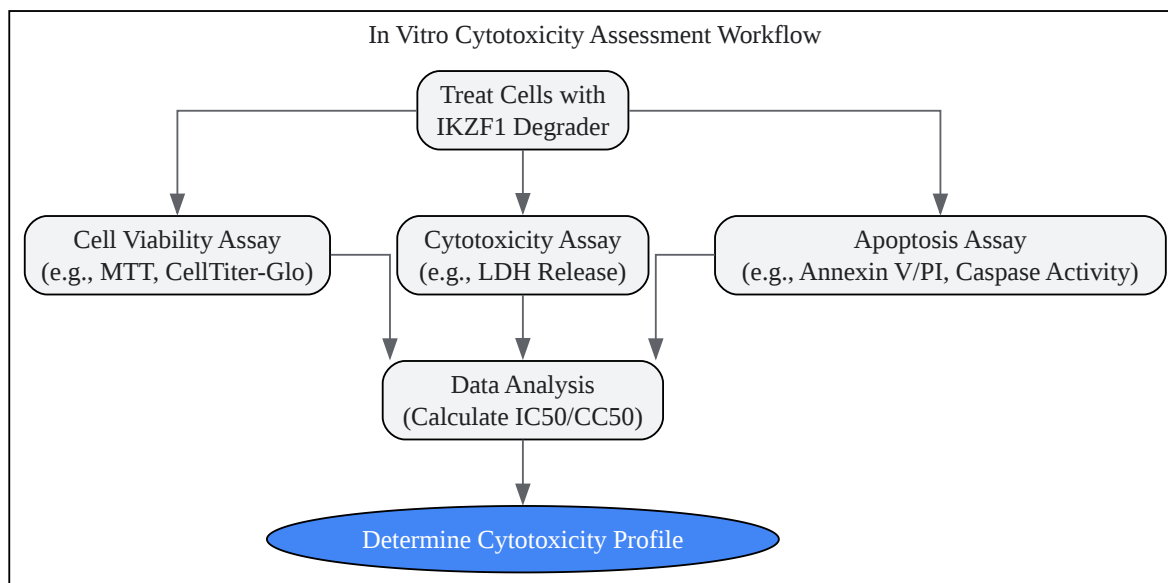 In Vitro Cytotoxicity Assessment Workflow
Treat Cells with
IKZF1 Degrader
Cell Viability Assay
(e.g., MTT, CellTiter-Glo)
Cytotoxicity Assay
(e.g., LDH Release)
Apoptosis Assay
(e.g., Annexin V/PI, Caspase Activity)
Data Analysis
(Calculate IC50/CC50)
Determine Cytotoxicity Profile